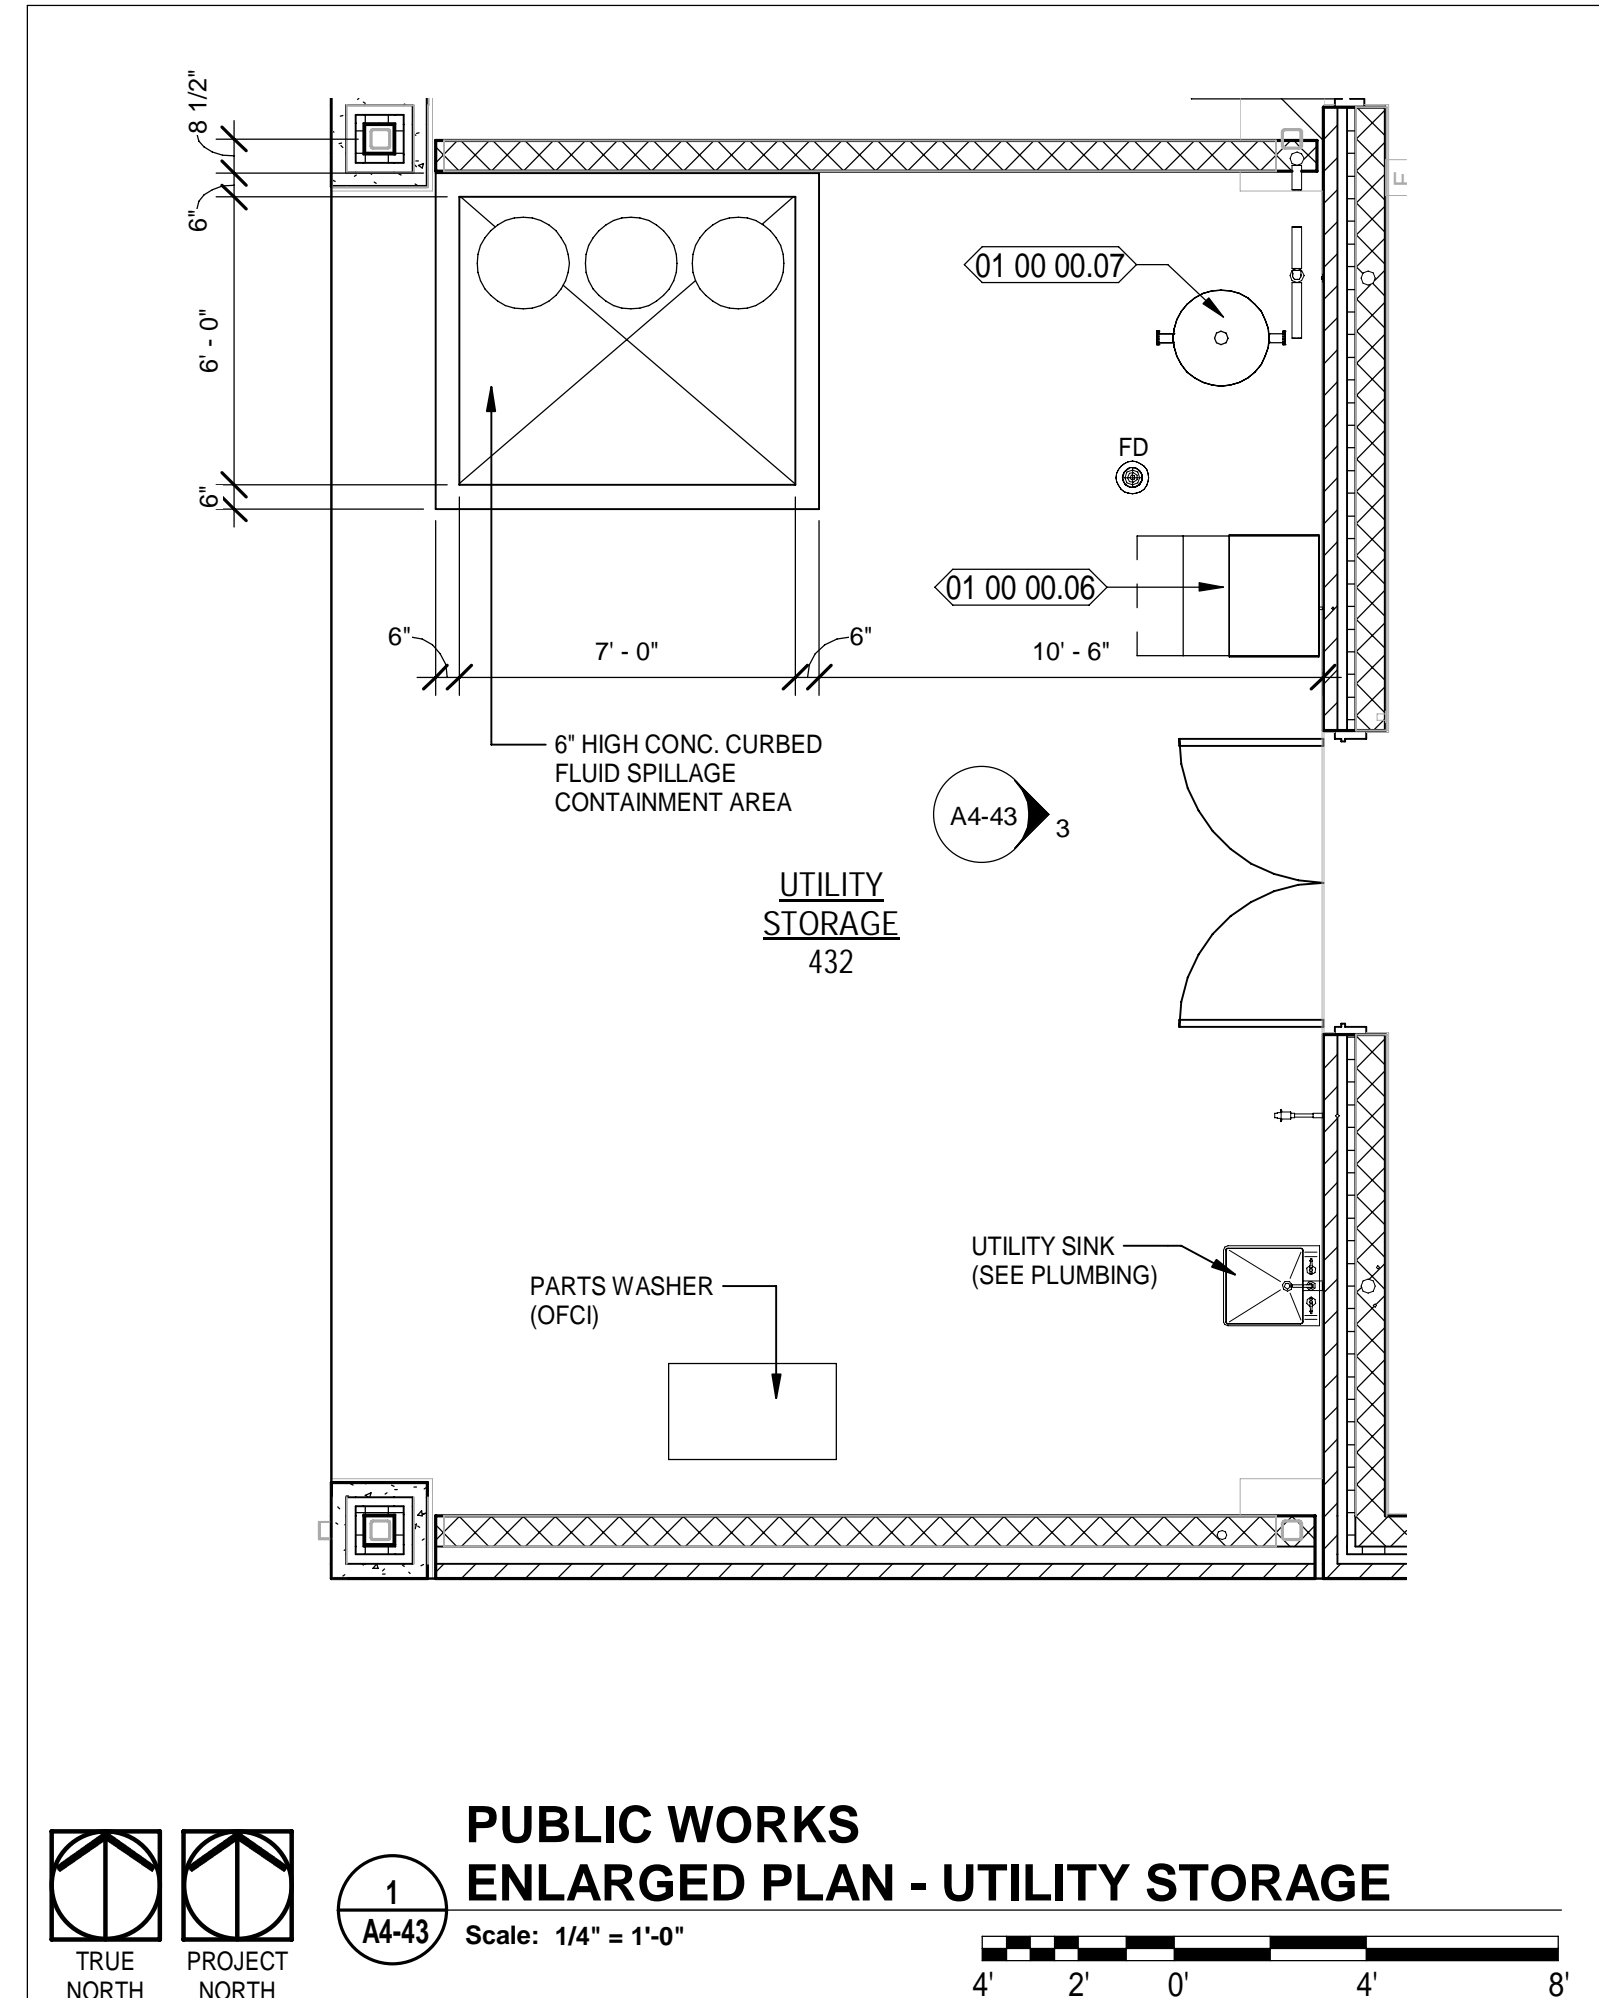 8 1/2"
6"
6' - 0"
6"
01 00 00.07
FD
01 00 00.06
6"
7' - 0"
6"
10' - 6"
6" HIGH CONC. CURBED
FLUID SPILLAGE
CONTAINMENT AREA
A4-43
3
UTILITY
STORAGE
432
UTILITY SINK
(SEE PLUMBING)
PARTS WASHER
(OFCI)
TRUE
NORTH
PROJECT
NORTH
1
A4-43
PUBLIC WORKS
ENLARGED PLAN - UTILITY STORAGE
Scale: 1/4" = 1'-0"
4' 2' 0' 4' 8'